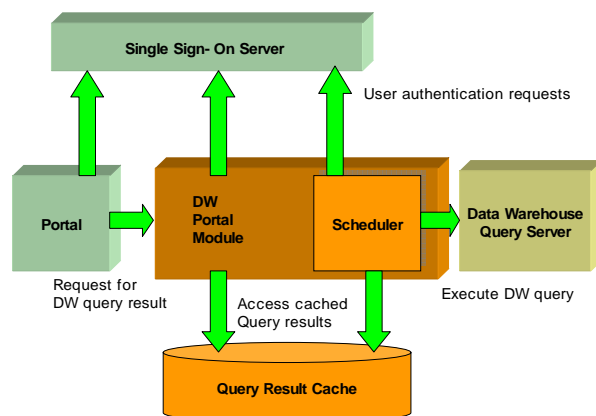 Single Sign- On Server
User authentication requests
Portal
DW
Portal
Module
Scheduler
Data Warehouse
Query Server
Request for
DW query result
Access cached
Query results
Execute DW query
Query Result Cache